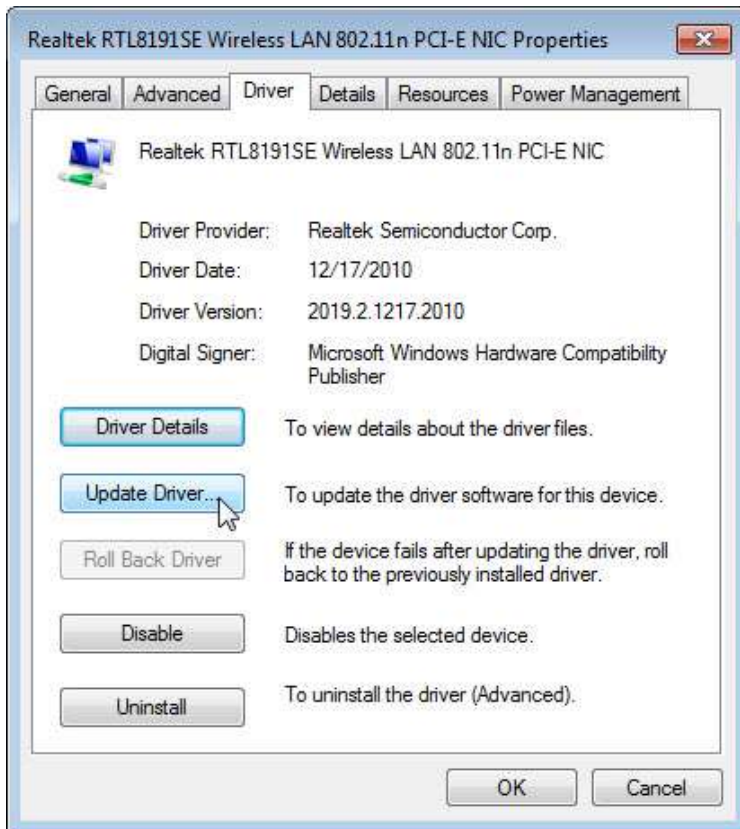 Realtek RTL8191SE Wireless LAN 802.11n PCI-E NIC Properties
General Advanced Driver Details Resources Power Management
Realtek RTL8191SE Wireless LAN 802.11n PCI-E NIC
Driver Provider: Realtek Semiconductor Corp.
Driver Date: 12/17/2010
Driver Version: 2019.2.1217.2010
Digital Signer: Microsoft Windows Hardware Compatibility
Publisher
Driver Details To view details about the driver files.
Update Driver... To update the driver software for this device.
Roll Back Driver If the device fails after updating the driver, roll
back to the previously installed driver.
Disable Disables the selected device.
Uninstall To uninstall the driver (Advanced).
OK Cancel